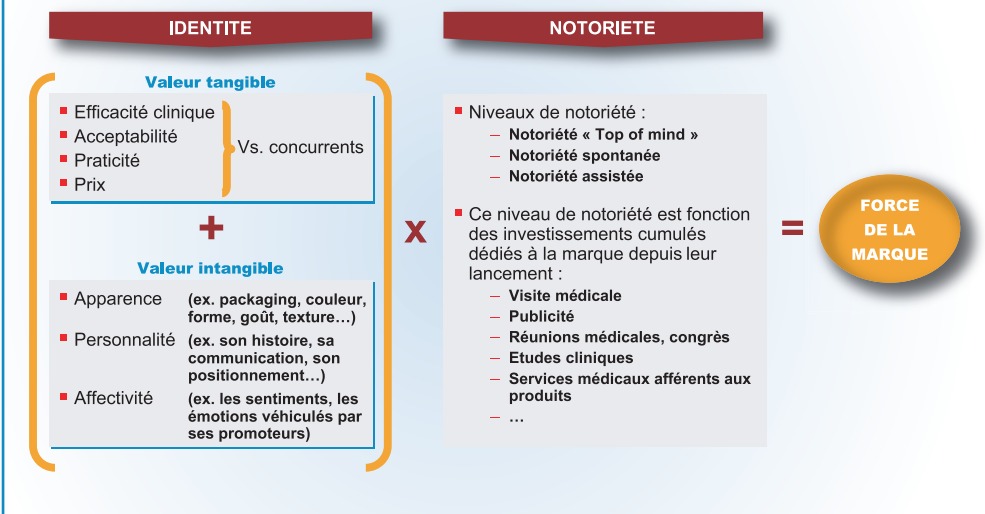 IDENTITE
Valeur tangible
Efficacité clinique
Acceptabilité
Praticité
Prix
Vs. concurrents
+
Valeur intangible
Apparence (ex. packaging, couleur,
forme, goût, texture…)
Personnalité (ex. son histoire, sa
communication, son
positionnement…)
Affectivité (ex. les sentiments, les
émotions véhiculés par
ses promoteurs)
x
NOTORIETE
Niveaux de notoriété :
– Notoriété « Top of mind »
– Notoriété spontanée
– Notoriété assistée
Ce niveau de notoriété est fonction
des investissements cumulés
dédiés à la marque depuis leur
lancement :
– Visite médicale
– Publicité
– Réunions médicales, congrès
– Etudes cliniques
– Services médicaux afférents aux
produits
– …
=
FORCE
DE LA
MARQUE